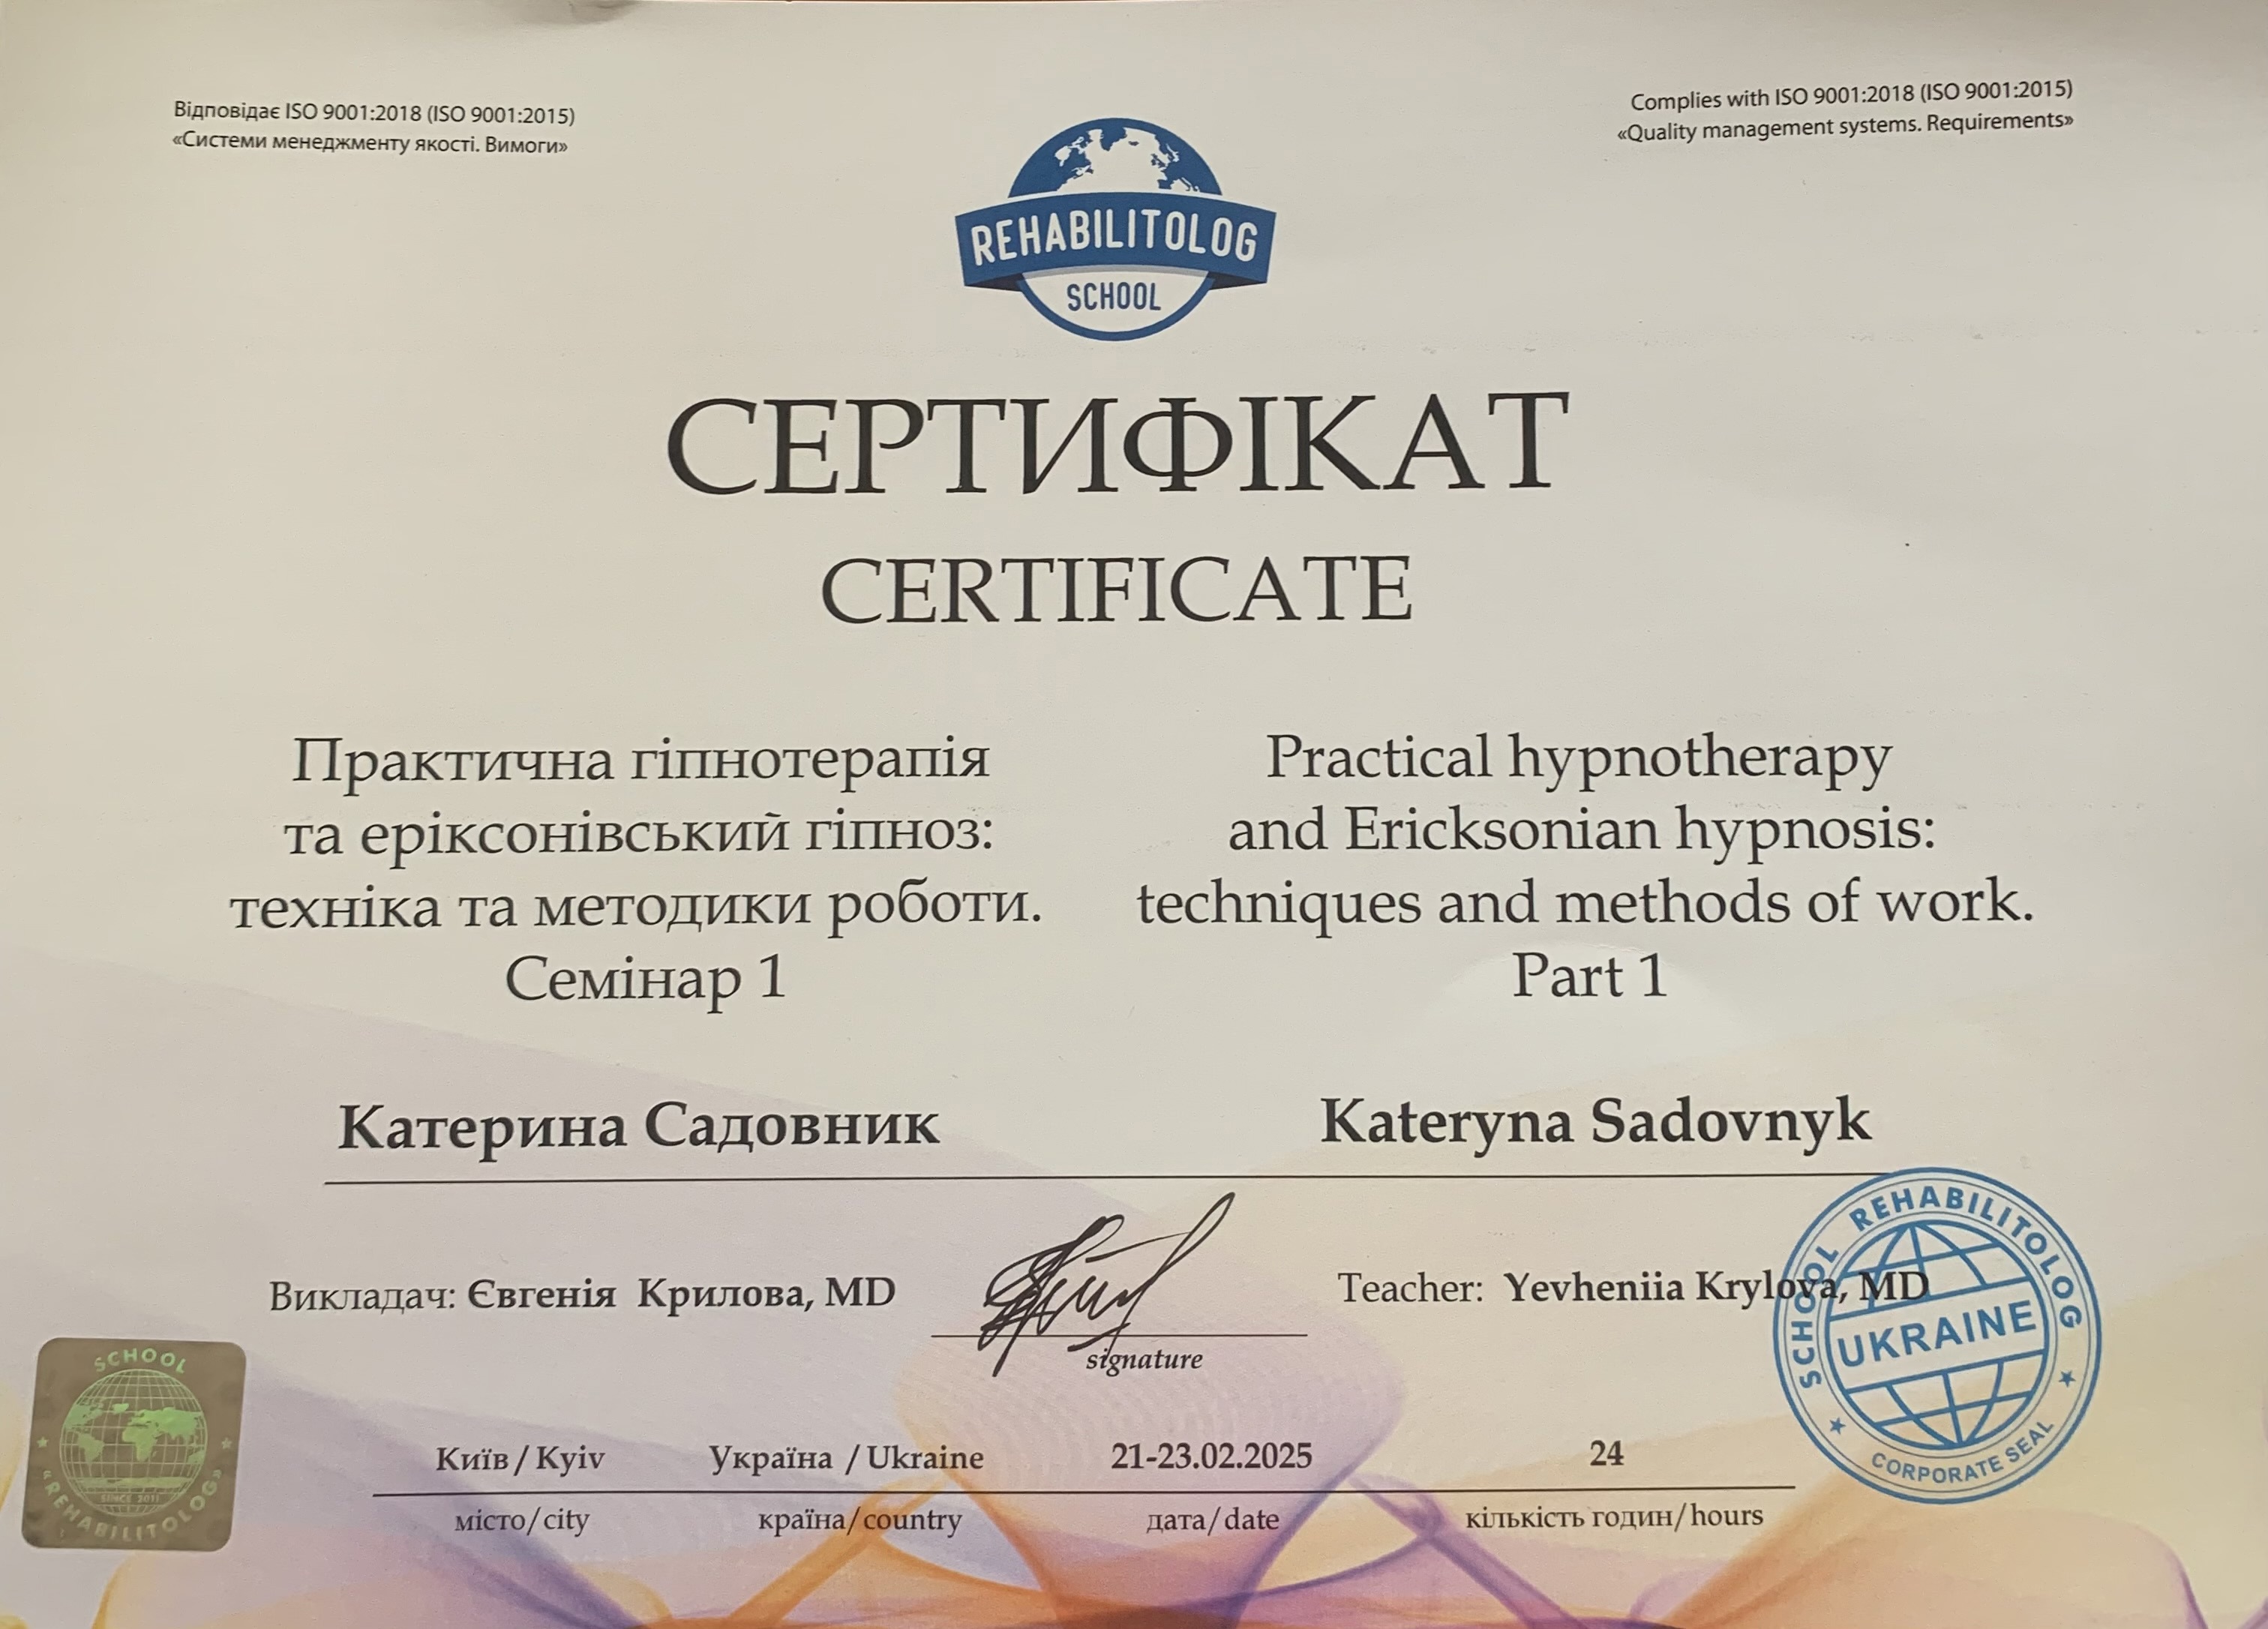 Відповідає ISO 9001:2018 (ISO 9001:2015)
«Системи менеджменту якості. Вимоги»
Complies with ISO 9001:2018 (ISO 9001:2015)
«Quality management systems. Requirements»
REHABILITOLOG
SCHOOL
СЕРТИФІКАТ
CERTIFICATE
Практична гіпнотерапія
та еріксонівський гіпноз:
техніка та методики роботи.
Семінар 1
Practical hypnotherapy
and Ericksonian hypnosis:
techniques and methods of work.
Part 1
Катерина Садовник
Kateryna Sadovnyk
Викладач: Євгенія Крилова, MD
signature
Teacher: Yevheniia Krylova, MD
SCHOOL REHABILITOLOG
UKRAINE
CORPORATE SEAL
SCHOOL
SINCE 2011
«REHABILITOLOG»
Київ / Kyiv Україна / Ukraine 21-23.02.2025 24
місто/city країна/country дата/date кількість годин/hours